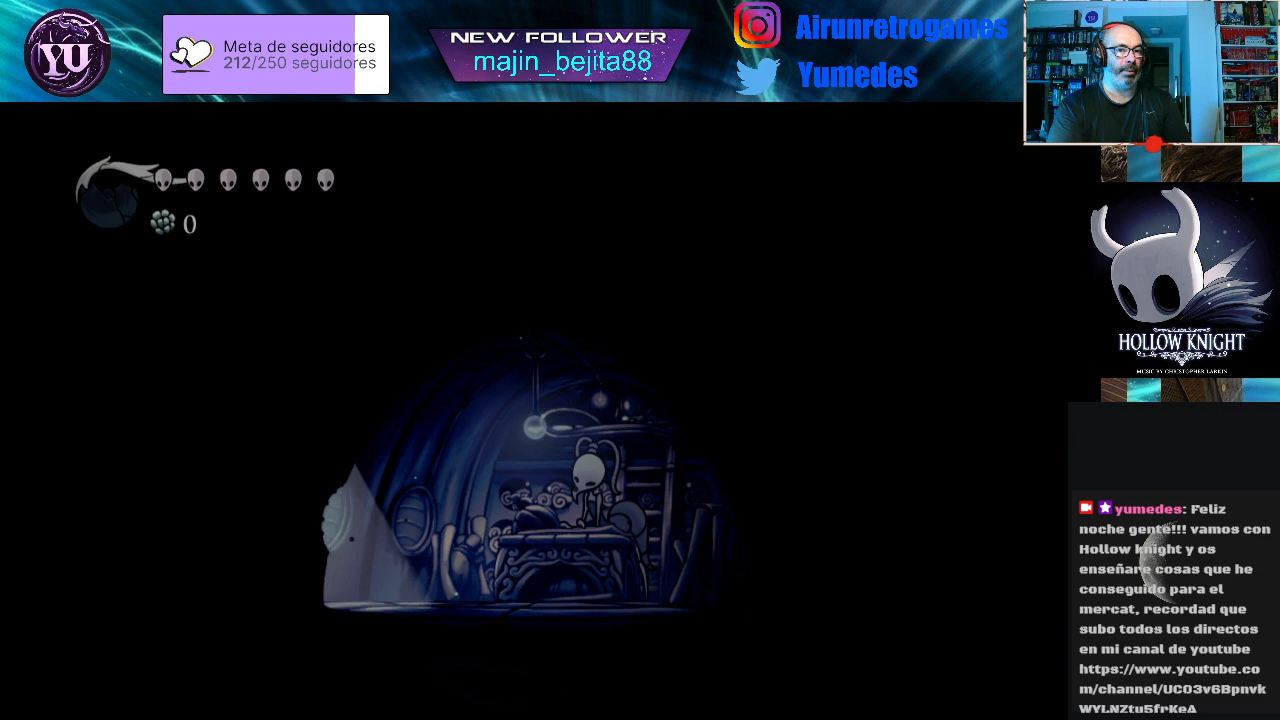 YU
Meta de seguidores
212/250 seguidores
NEW FOLLOWER
majin_bejita88
Airunretrogames
Yumedes
0
HOLLOW KNIGHT
MUSIC BY CHRISTOPHER LARKIN
yumedes: Feliz
noche gente!!! vamos con
Hollow knight y os
enseñare cosas que he
conseguido para el
mercat, recordad que
subo todos los directos
en mi canal de youtube
https://www.youtube.co
m/channel/UCO3v6Bpnvk
WYLNZtu5frKeA